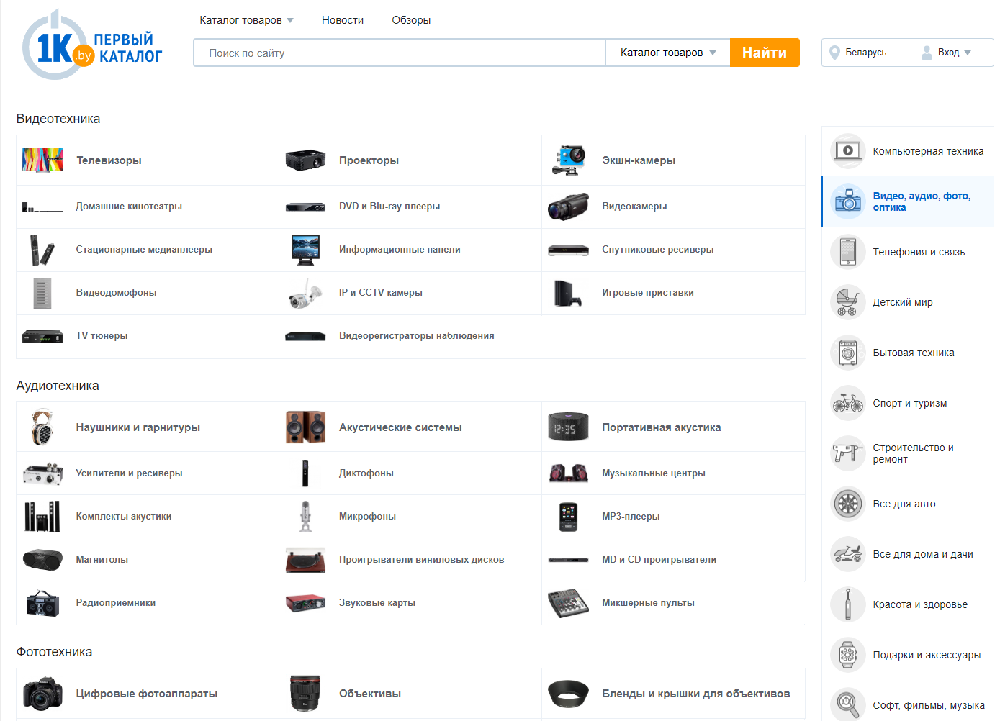 Каталог товаров
Новости
Обзоры
1K.by ПЕРВЫЙ КАТАЛОГ
Поиск по сайту
Каталог товаров
Найти
Беларусь
Вход
Видеотехника
Телевизоры
Проекторы
Экшн-камеры
Домашние кинотеатры
DVD и Blu-ray плееры
Видеокамеры
Стационарные медиаплееры
Информационные панели
Спутниковые ресиверы
Видеодомофоны
IP и CCTV камеры
Игровые приставки
TV-тюнеры
Видеорегистраторы наблюдения
Аудиотехника
Наушники и гарнитуры
Акустические системы
12:35
Портативная акустика
Усилители и ресиверы
Диктофоны
Музыкальные центры
Комплекты акустики
Микрофоны
MP3-плееры
Магнитолы
Проигрыватели виниловых дисков
MD и CD проигрыватели
Радиоприемники
Звуковые карты
Микшерные пульты
Фототехника
Цифровые фотоаппараты
Объективы
Бленды и крышки для объективов
Компьютерная техника
Видео, аудио, фото,
оптика
Телефония и связь
Детский мир
Бытовая техника
Спорт и туризм
Строительство и
ремонт
Все для авто
Все для дома и дачи
Красота и здоровье
Подарки и аксессуары
Софт, фильмы, музыка